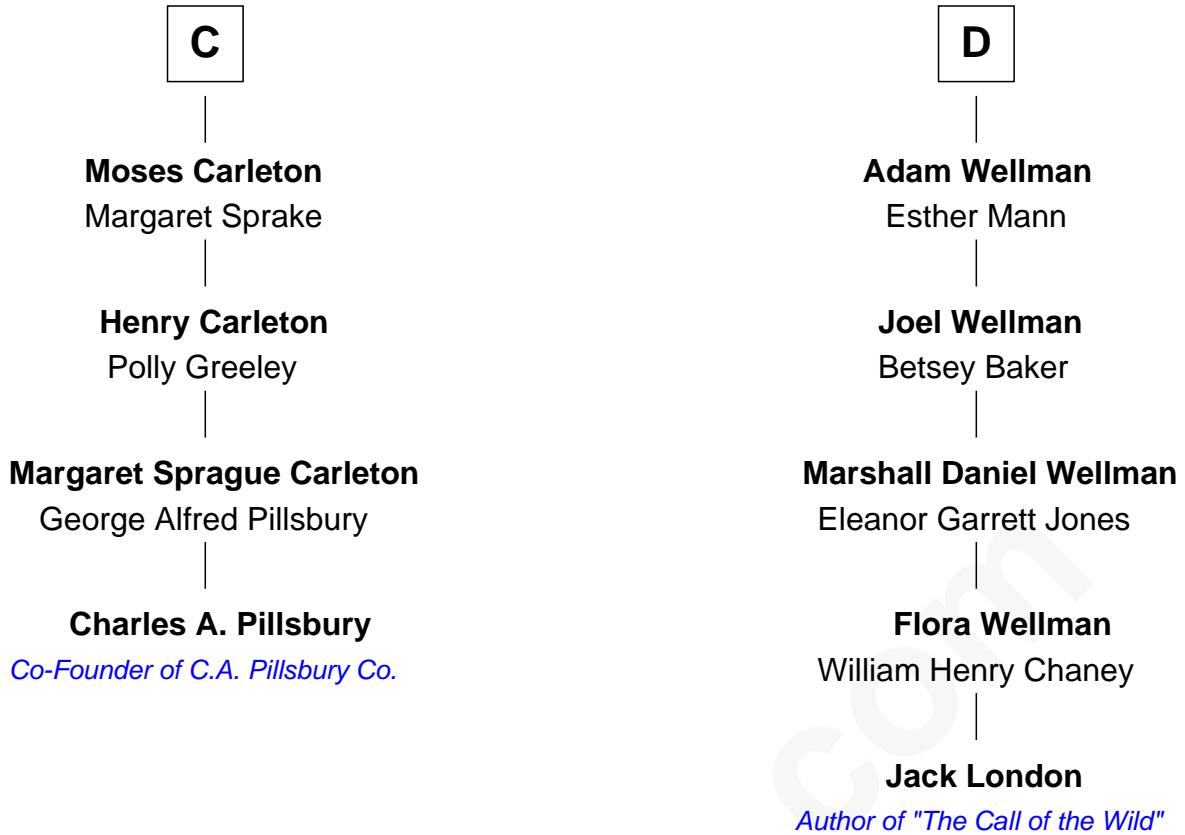 C
Moses Carleton
Margaret Sprake
Henry Carleton
Polly Greeley
Margaret Sprague Carleton
George Alfred Pillsbury
Charles A. Pillsbury
Co-Founder of C.A. Pillsbury Co.
D
Adam Wellman
Esther Mann
Joel Wellman
Betsey Baker
Marshall Daniel Wellman
Eleanor Garrett Jones
Flora Wellman
William Henry Chaney
Jack London
Author of "The Call of the Wild"
com